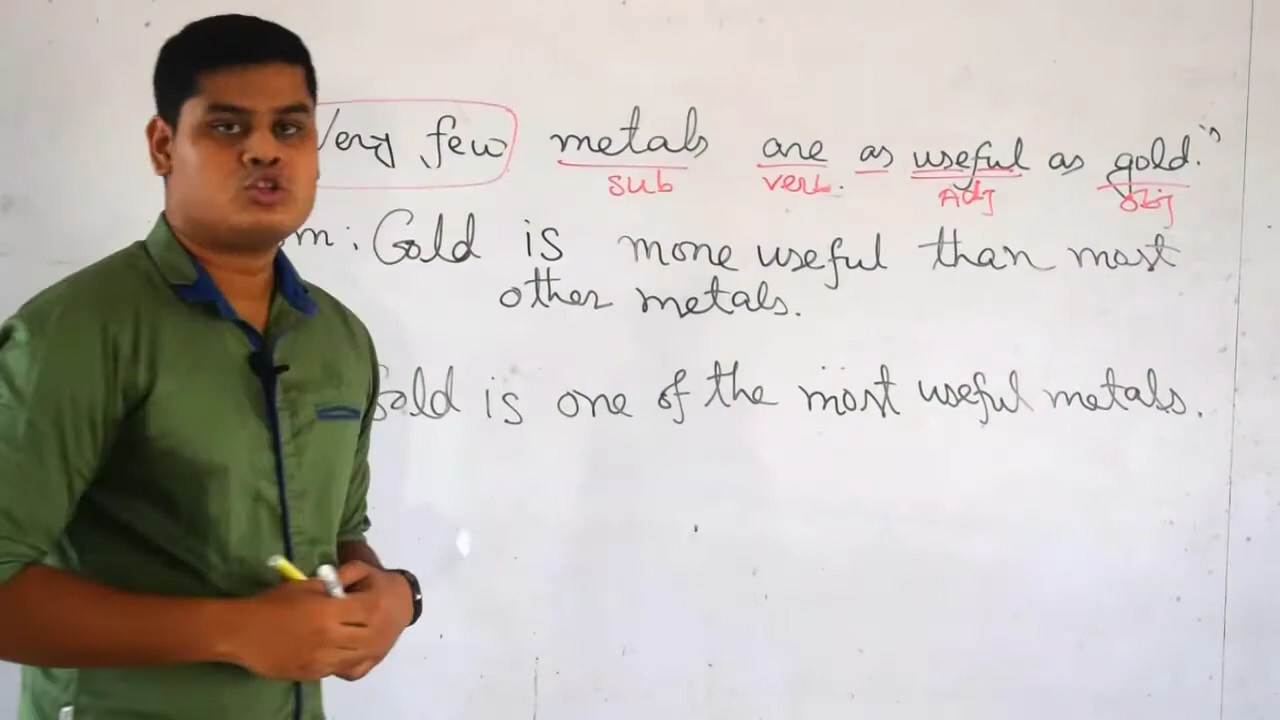 Very few metals are as useful as gold."
sub verb. Adj obj
m: Gold is more useful than most
other metals.
Gold is one of the most useful metals.